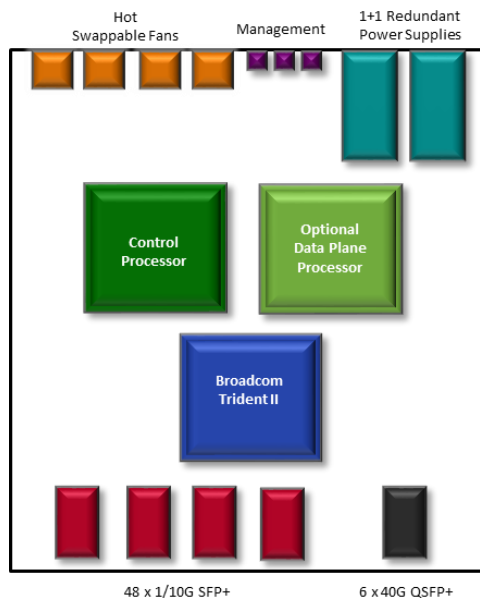 Hot
Swappable Fans
Management
1+1 Redundant
Power Supplies
Control
Processor
Optional
Data Plane
Processor
Broadcom
Trident II
48 x 1/10G SFP+
6 x 40G QSFP+